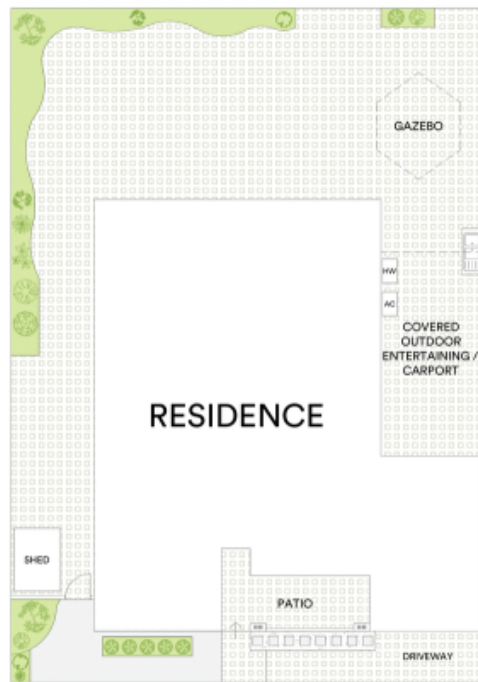 GAZEBO
HW
AC
COVERED
OUTDOOR
ENTERTAINING /
CARPORT
RESIDENCE
SHED
PATIO
DRIVEWAY